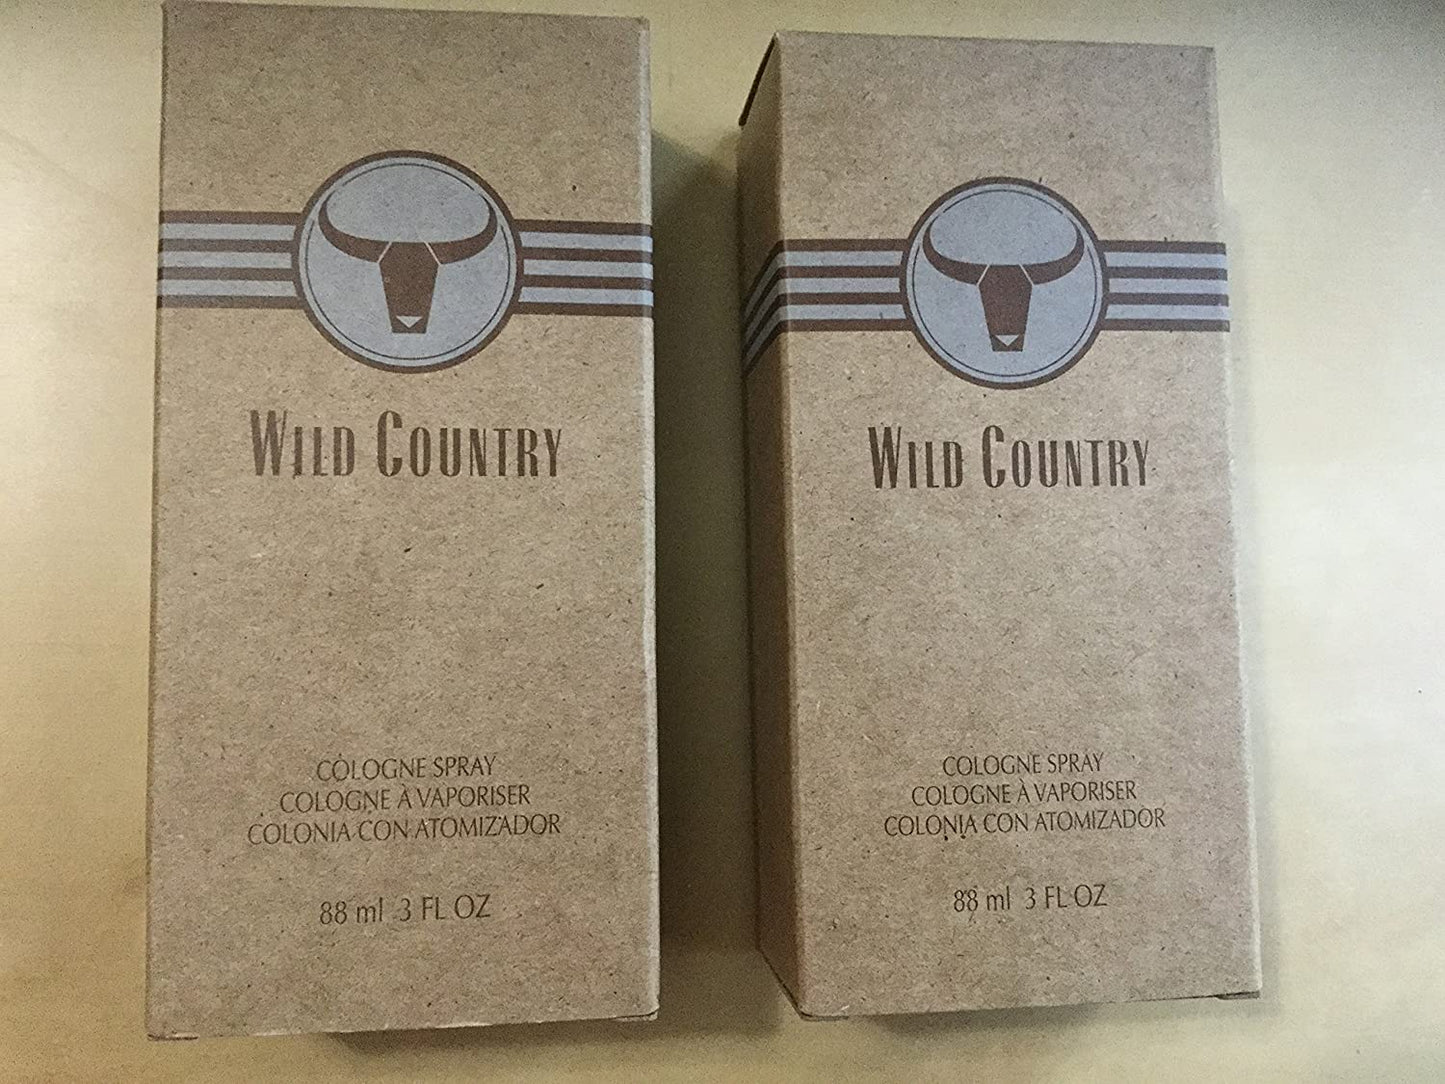 WILD COUNTRY
COLOGNE SPRAY
COLOGNE À VAPORISER
COLONIA CON ATOMIZADOR
88 ml 3 FL OZ
WILD COUNTRY
COLOGNE SPRAY
COLOGNE À VAPORISER
COLONIA CON ATOMIZADOR
88 ml 3 FL OZ